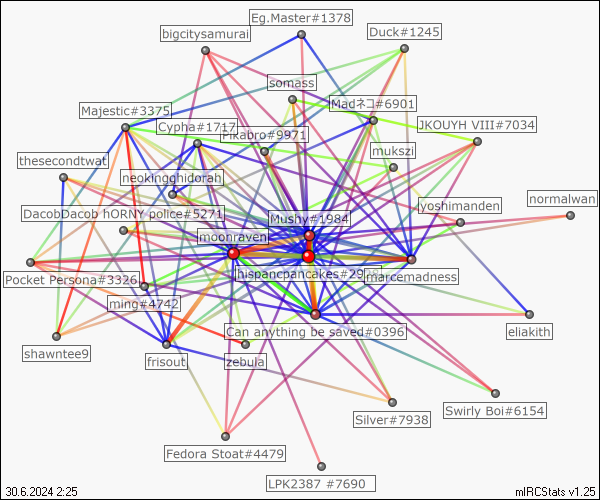 Eg.Master#1378
bigcitysamurai
Duck#1245
somass
Madネコ#6901
Majestic#3375
Cypha#1717
Pikabro#9971
JKOUYH VIII#7034
mukszi
thesecondtwat
neokingghidorah
normalwan
yoshimanden
DacobDacob hORNY police#5271
Mushy#1984
moonraven
hispancpancakes#29
marcemadness
Pocket Persona#3326
ming#4742
Can anything be saved#0396
eliakith
shawntee9
frisout
zebula
Swirly Boi#6154
Silver#7938
Fedora Stoat#4479
LPK2387 #7690
30.6.2024 2:25
mIRCStats v1.25